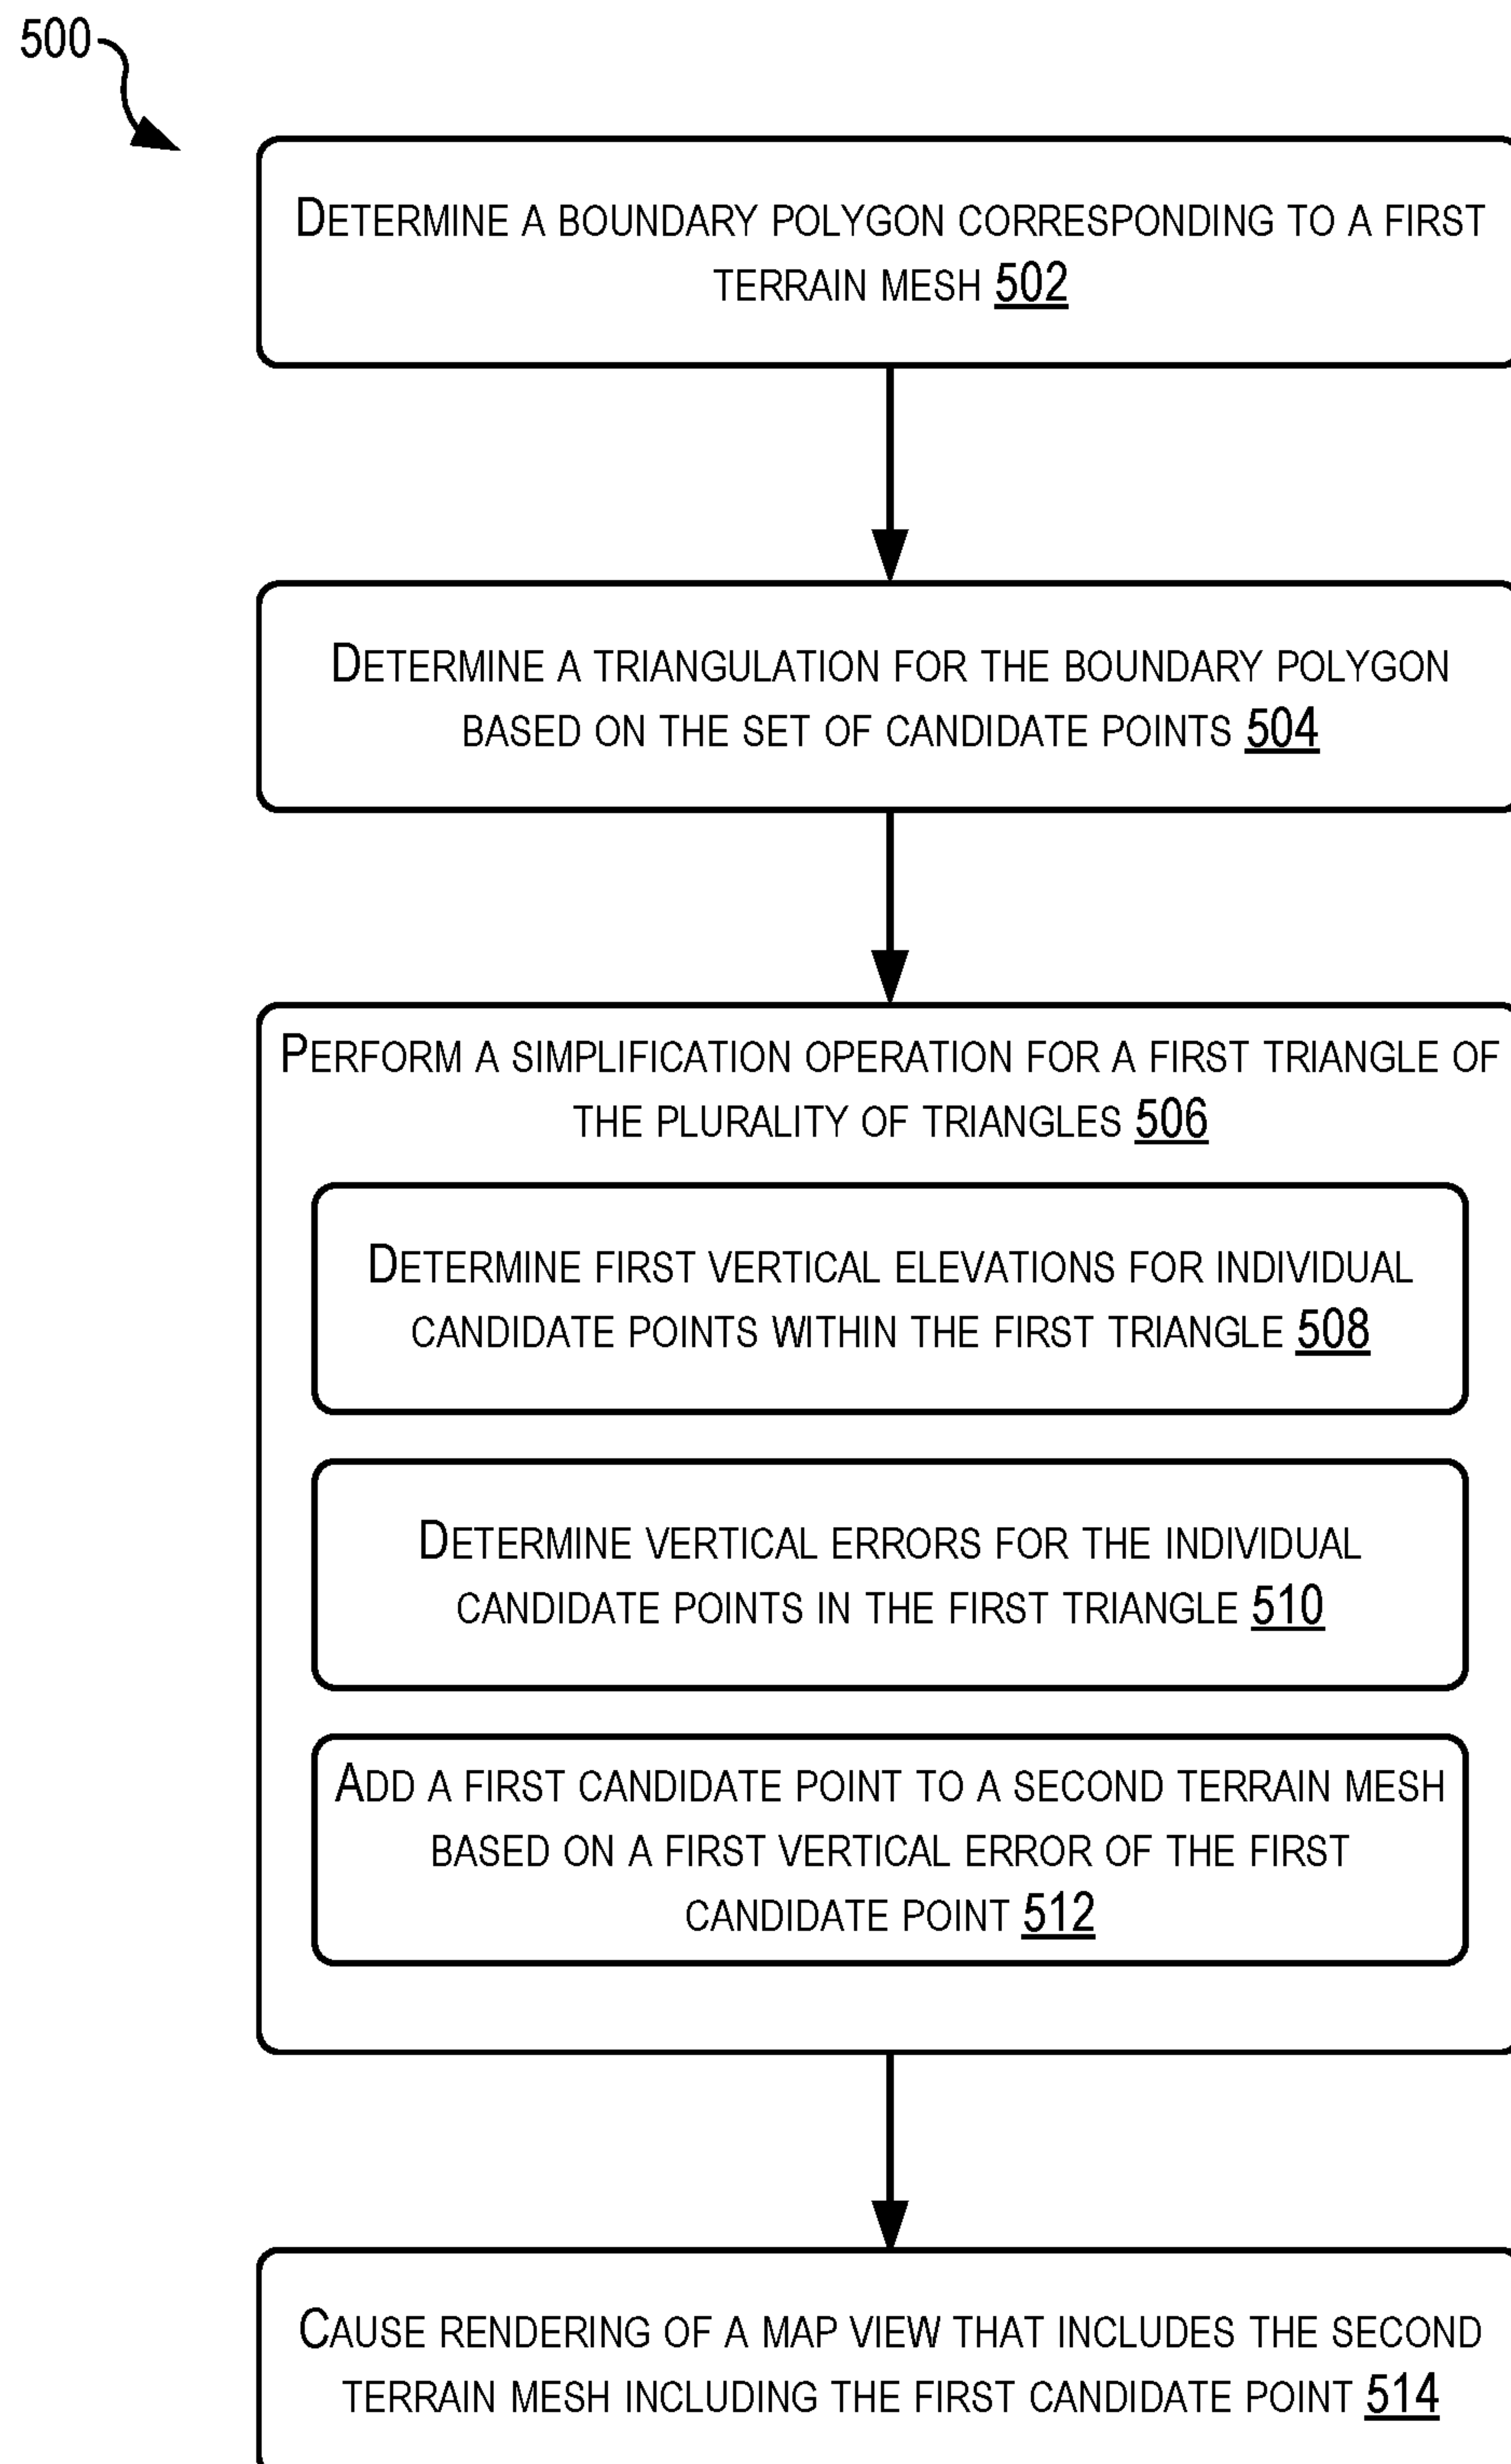 500
DETERMINE A BOUNDARY POLYGON CORRESPONDING TO A FIRST
TERRAIN MESH 502
DETERMINE A TRIANGULATION FOR THE BOUNDARY POLYGON
BASED ON THE SET OF CANDIDATE POINTS 504
PERFORM A SIMPLIFICATION OPERATION FOR A FIRST TRIANGLE OF
THE PLURALITY OF TRIANGLES 506
DETERMINE FIRST VERTICAL ELEVATIONS FOR INDIVIDUAL
CANDIDATE POINTS WITHIN THE FIRST TRIANGLE 508
DETERMINE VERTICAL ERRORS FOR THE INDIVIDUAL
CANDIDATE POINTS IN THE FIRST TRIANGLE 510
ADD A FIRST CANDIDATE POINT TO A SECOND TERRAIN MESH
BASED ON A FIRST VERTICAL ERROR OF THE FIRST
CANDIDATE POINT 512
CAUSE RENDERING OF A MAP VIEW THAT INCLUDES THE SECOND
TERRAIN MESH INCLUDING THE FIRST CANDIDATE POINT 514